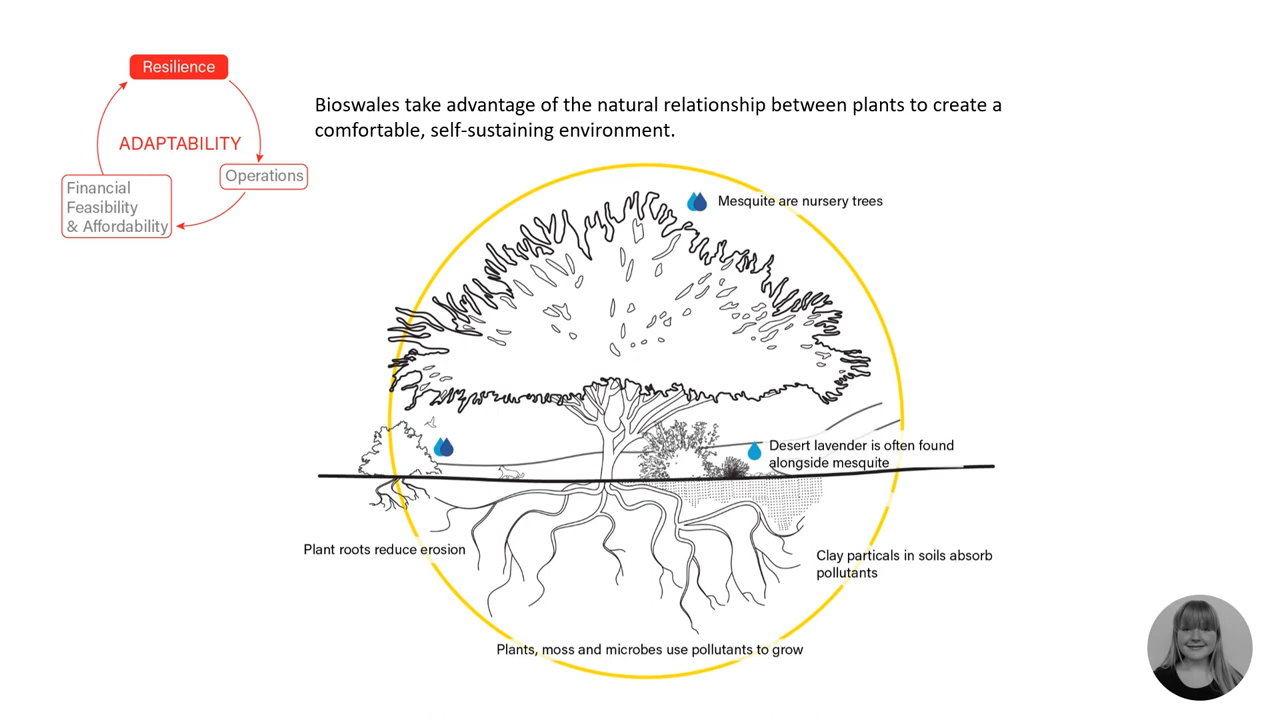 Resilience
ADAPTABILITY
Operations
Financial
Feasibility
& Affordability
Bioswales take advantage of the natural relationship between plants to create a
comfortable, self-sustaining environment.
Mesquite are nursery trees
Desert lavender is often found
alongside mesquite
Plant roots reduce erosion
Clay particals in soils absorb
pollutants
Plants, moss and microbes use pollutants to grow